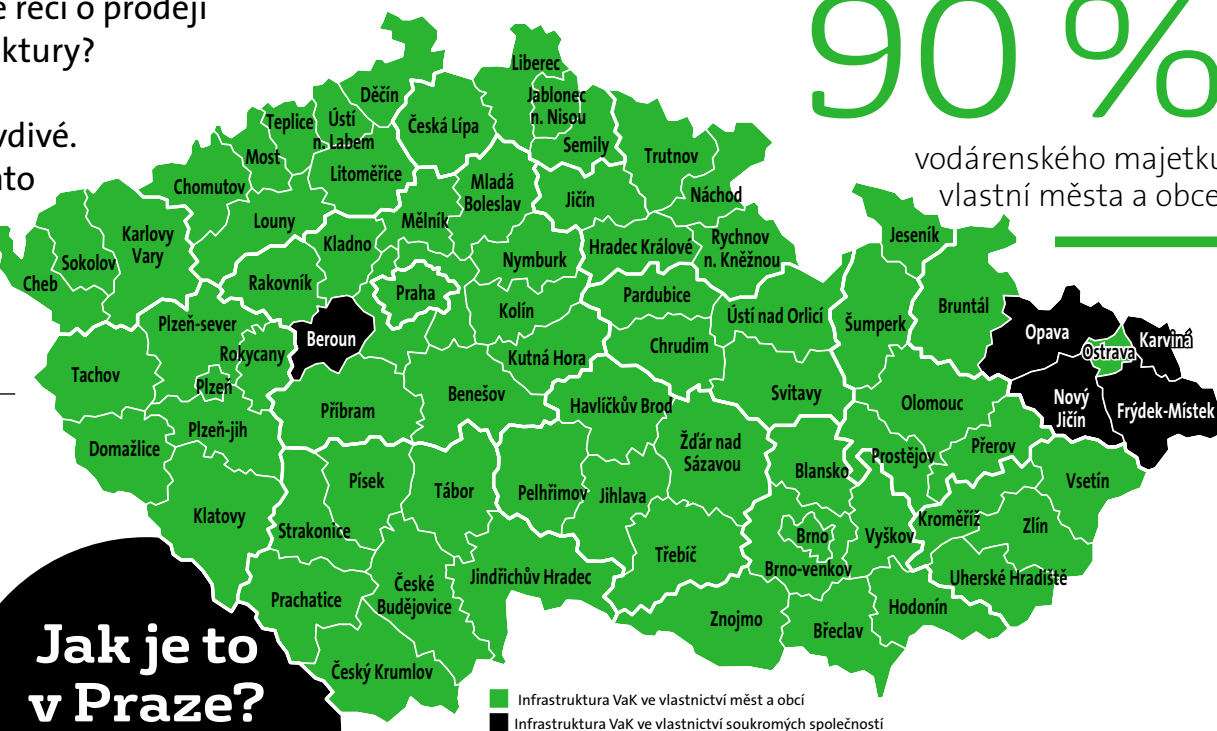 é řeči o prodeji
ktury?
vdivé.
nto
90 %
vodárenského majetku
vlastní města a obce
Liberec
Jablonec
n. Nisou
Děčín
Teplice
Ústí
n. Labem
Česká Lípa
Semily
Trutnov
Most
Litoměřice
Chomutov
Mladá
Boleslav
Jičín
Náchod
Louny
Mělník
Karlovy
Vary
Kladno
Hradec Králové
Rychnov
n. Kněžnou
Jeseník
Sokolov
Cheb
Nymburk
Rakovník
Praha
Pardubice
Bruntál
Kolín
Ústí nad Orlicí
Šumperk
Plzeň-sever
Beroun
Opava
Karviná
Ostrava
Rokycany
Kutná Hora
Chrudim
Tachov
Plzeň
Benešov
Svitavy
Nový
Jičín
Frýdek-Místek
Příbram
Havlíčkův Brod
Olomouc
Plzeň-jih
Domažlice
Žďár nad
Sázavou
Přerov
Prostějov
Blansko
Vsetín
Písek
Tábor
Pelhřimov
Jihlava
Klatovy
Strakonice
Kroměříž
Zlín
Brno
Vyškov
Třebíč
Brno-venkov
Jindřichův Hradec
Uherské Hradiště
České
Budějovice
Prachatice
Hodonín
Znojmo
Břeclav
Český Krumlov
Jak je to
v Praze?
Infrastruktura VaK ve vlastnictví měst a obcí
Infrastruktura VaK ve vlastnictví soukromých společností